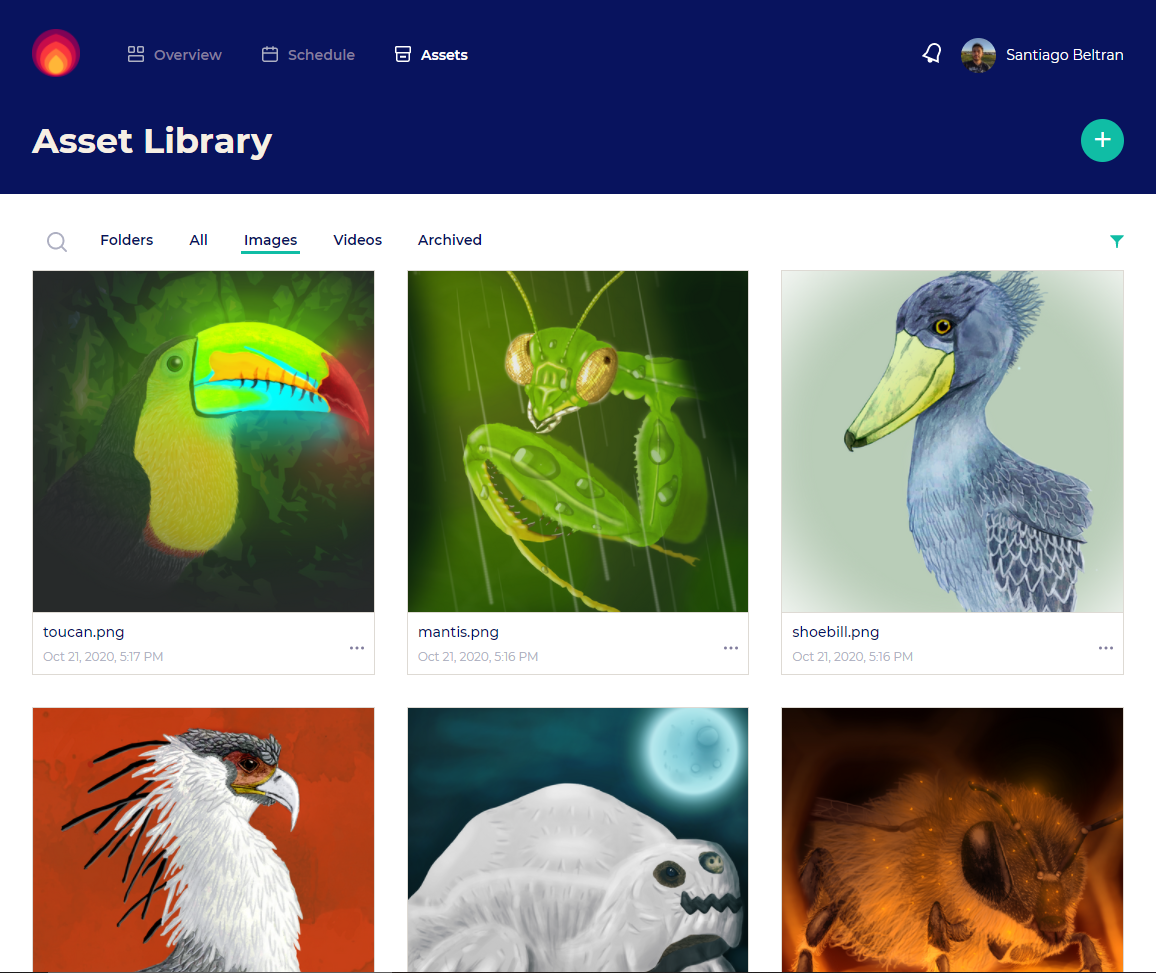 Overview Schedule Assets Santiago Beltran
Asset Library
Folders All Images Videos Archived
toucan.png
Oct 21, 2020, 5:17 PM
mantis.png
Oct 21, 2020, 5:16 PM
shoebill.png
Oct 21, 2020, 5:16 PM